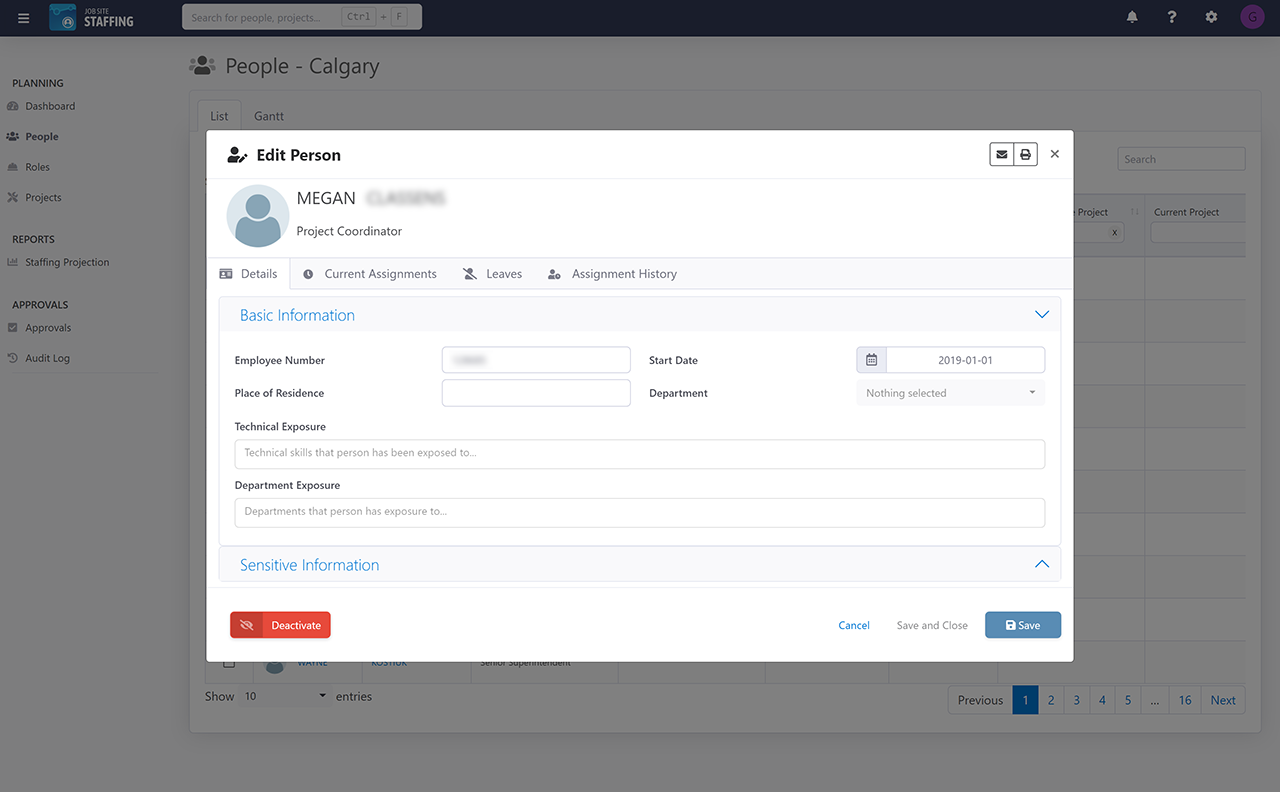 JOB SITE
STAFFING
Search for people, projects... Ctrl + F
G
PLANNING
Dashboard
People
Roles
Projects
REPORTS
Staffing Projection
APPROVALS
Approvals
Audit Log
People - Calgary
List Gantt
Search
Project Current Project
x
Edit Person
MEGAN
Project Coordinator
Details Current Assignments Leaves Assignment History
Basic Information
Employee Number Start Date 2019-01-01
Place of Residence Department Nothing selected
Technical Exposure
Technical skills that person has been exposed to...
Department Exposure
Departments that person has exposure to...
Sensitive Information
Deactivate Cancel Save and Close Save
WAYNE KOSTIUK Senior Superintendent
Show 10 entries Previous 1 2 3 4 5 ... 16 Next